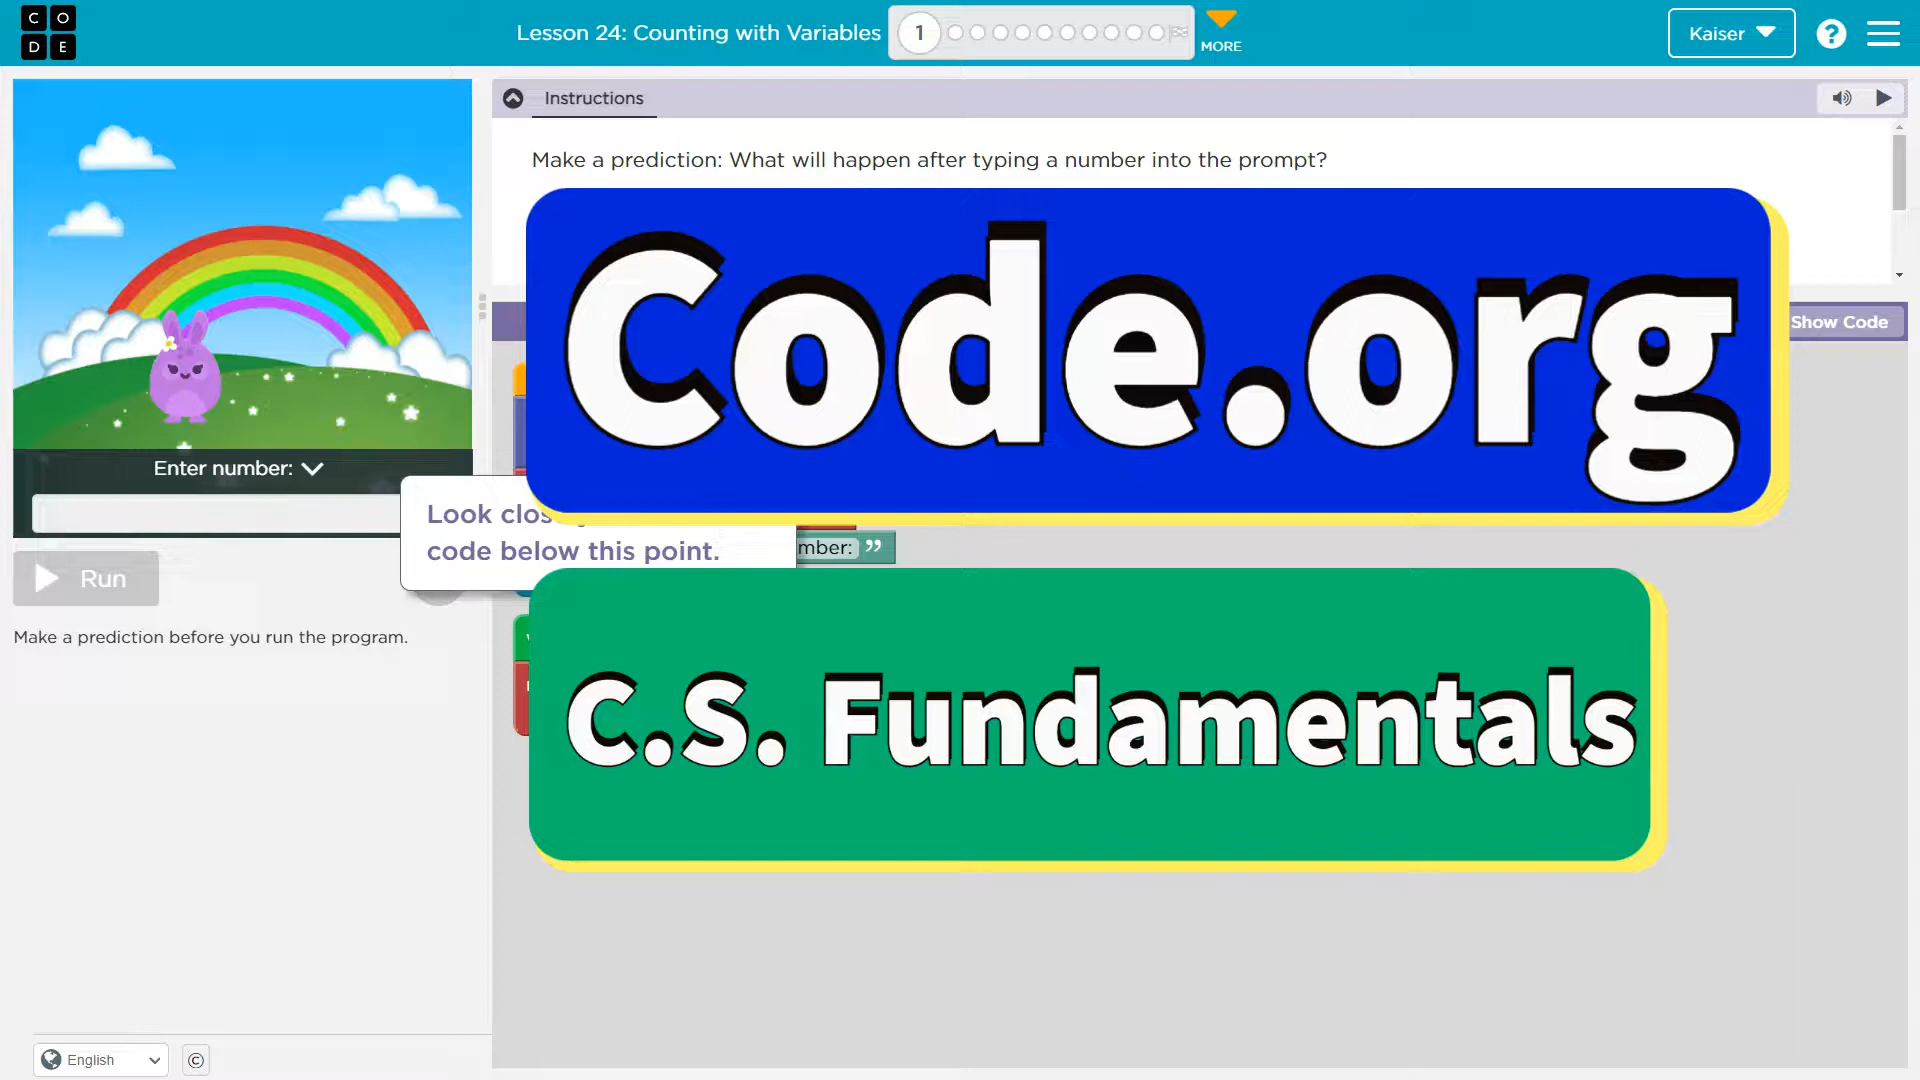 C O
D E
Lesson 24: Counting with Variables
1
MORE
Kaiser
?
Instructions
Make a prediction: What will happen after typing a number into the prompt?
Code.org
Show Code
Enter number:
Look
code below this point.
mber: ”
Run
Make a prediction before you run the program.
C.S. Fundamentals
English
©